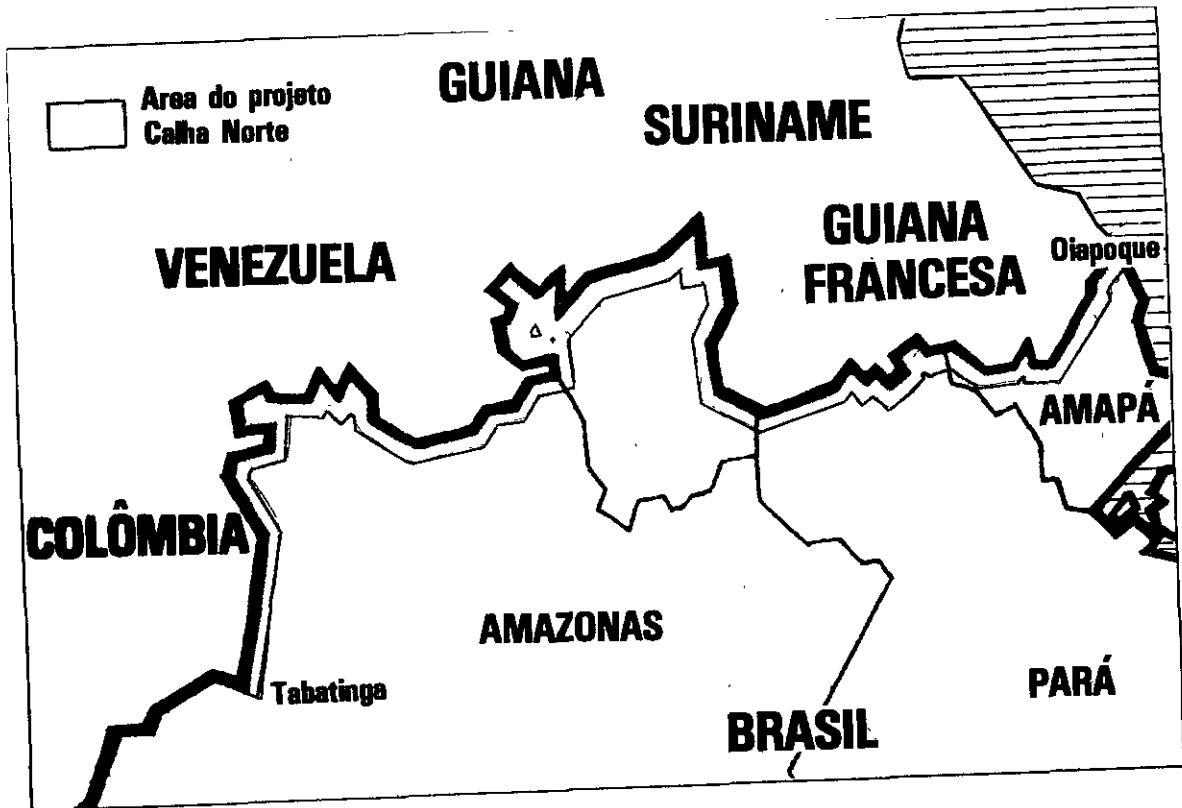 Area do projeto
Calha Norte
GUIANA
SURINAME
VENEZUELA
GUIANA
FRANCESA
Oiapoque
AMAPÁ
COLÔMBIA
AMAZONAS
Tabatinga
PARÁ
BRASIL